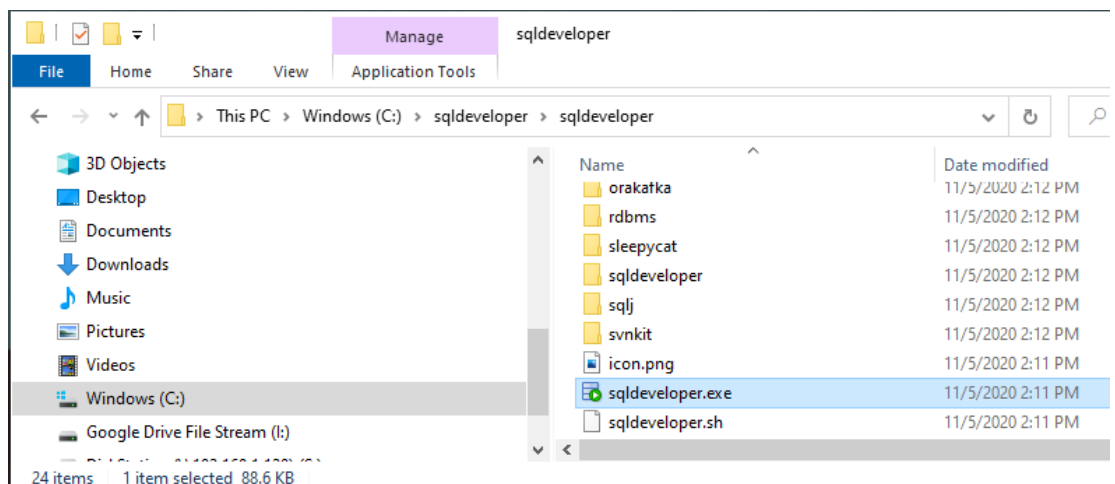 Manage sqldeveloper
File Home Share View Application Tools
This PC > Windows (C:) > sqldeveloper > sqldeveloper
3D Objects
Desktop
Documents
Downloads
Music
Pictures
Videos
Windows (C:)
Google Drive File Stream (I:)
Name Date modified
orakafka 11/5/2020 2:12 PM
rdbms 11/5/2020 2:12 PM
sleepycat 11/5/2020 2:12 PM
sqldeveloper 11/5/2020 2:12 PM
sqlj 11/5/2020 2:12 PM
svnkit 11/5/2020 2:12 PM
icon.png 11/5/2020 2:11 PM
sqldeveloper.exe 11/5/2020 2:11 PM
sqldeveloper.sh 11/5/2020 2:11 PM
24 items 1 item selected 88.6 KB